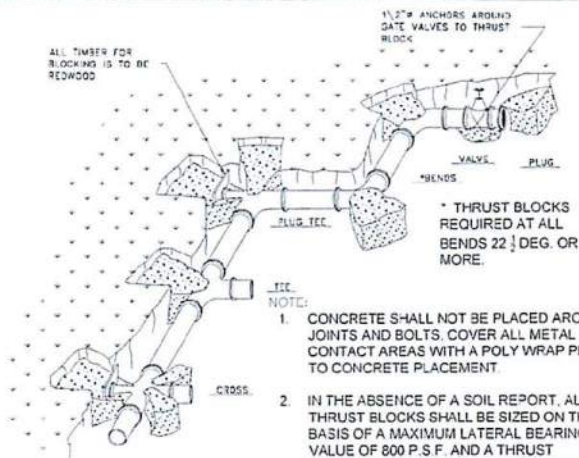 1\2"ø ANCHORS AROUND
GATE VALVES TO THRUST
BLOCK
ALL TIMBER FOR
BLOCKING IS TO BE
REDWOOD
VALVE
PLUG
*BENDS
* THRUST BLOCKS
REQUIRED AT ALL
BENDS 22 ½ DEG. OR
MORE.
PLUG TEE
TEE
NOTE:
1. CONCRETE SHALL NOT BE PLACED ARO
JOINTS AND BOLTS. COVER ALL METAL
CONTACT AREAS WITH A POLY WRAP P
TO CONCRETE PLACEMENT.
CROSS
2. IN THE ABSENCE OF A SOIL REPORT, AL
THRUST BLOCKS SHALL BE SIZED ON TH
BASIS OF A MAXIMUM LATERAL BEARING
VALUE OF 800 P.S.F. AND A THRUST